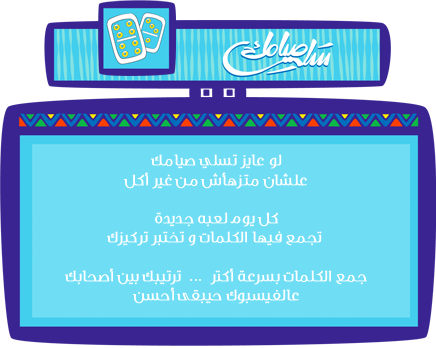 سلي صيامك
لو عايز تسلي صيامك
علشان متزهأش من غير أكل
كل يوم لعبه جديدة
تجمع فيها الكلمات و تختبر تركيزك
جمع الكلمات بسرعة أكتر ... ترتيبك بين أصحابك
عالفيسبوك حيبقى أحسن